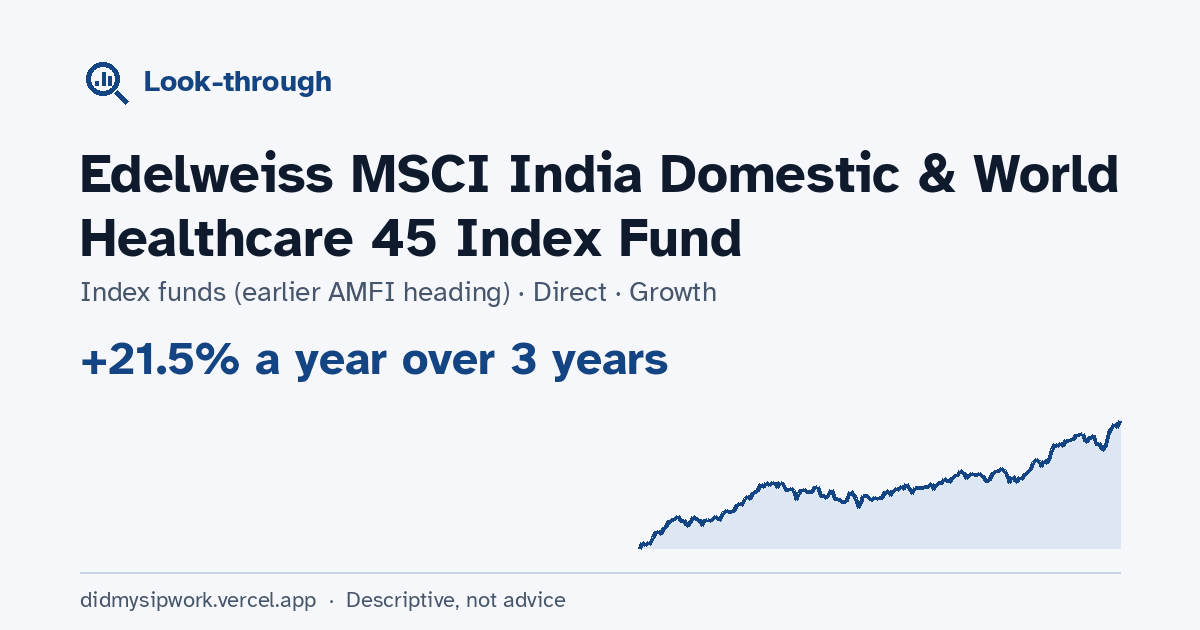 Look-through
Edelweiss MSCI India Domestic & World
Healthcare 45 Index Fund
Index funds (earlier AMFI heading) · Direct · Growth
+21.5% a year over 3 years
didmysipwork.vercel.app · Descriptive, not advice